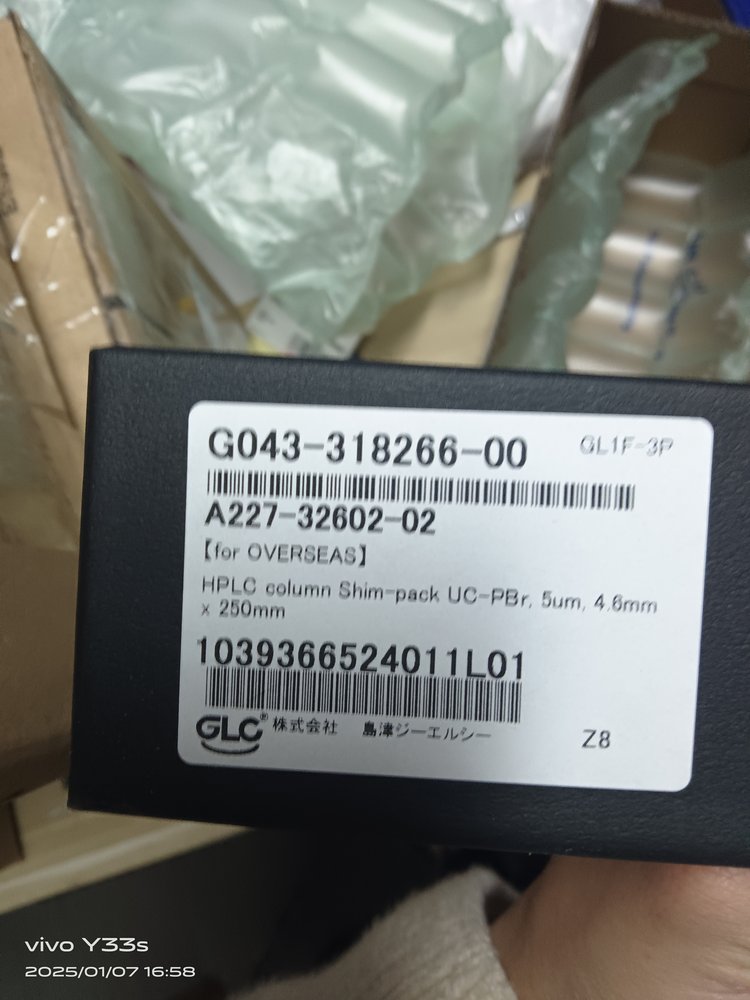 G043-318266-00
GL1F-3P
A227-32602-02
【for OVERSEAS】
HPLC column Shim-pack UC-PBr, 5um, 4.6mm
x 250mm
1039366524011L01
GLC® 株式会社 島津ジーエルシー
Z8
vivo Y33s
2025/01/07 16:58